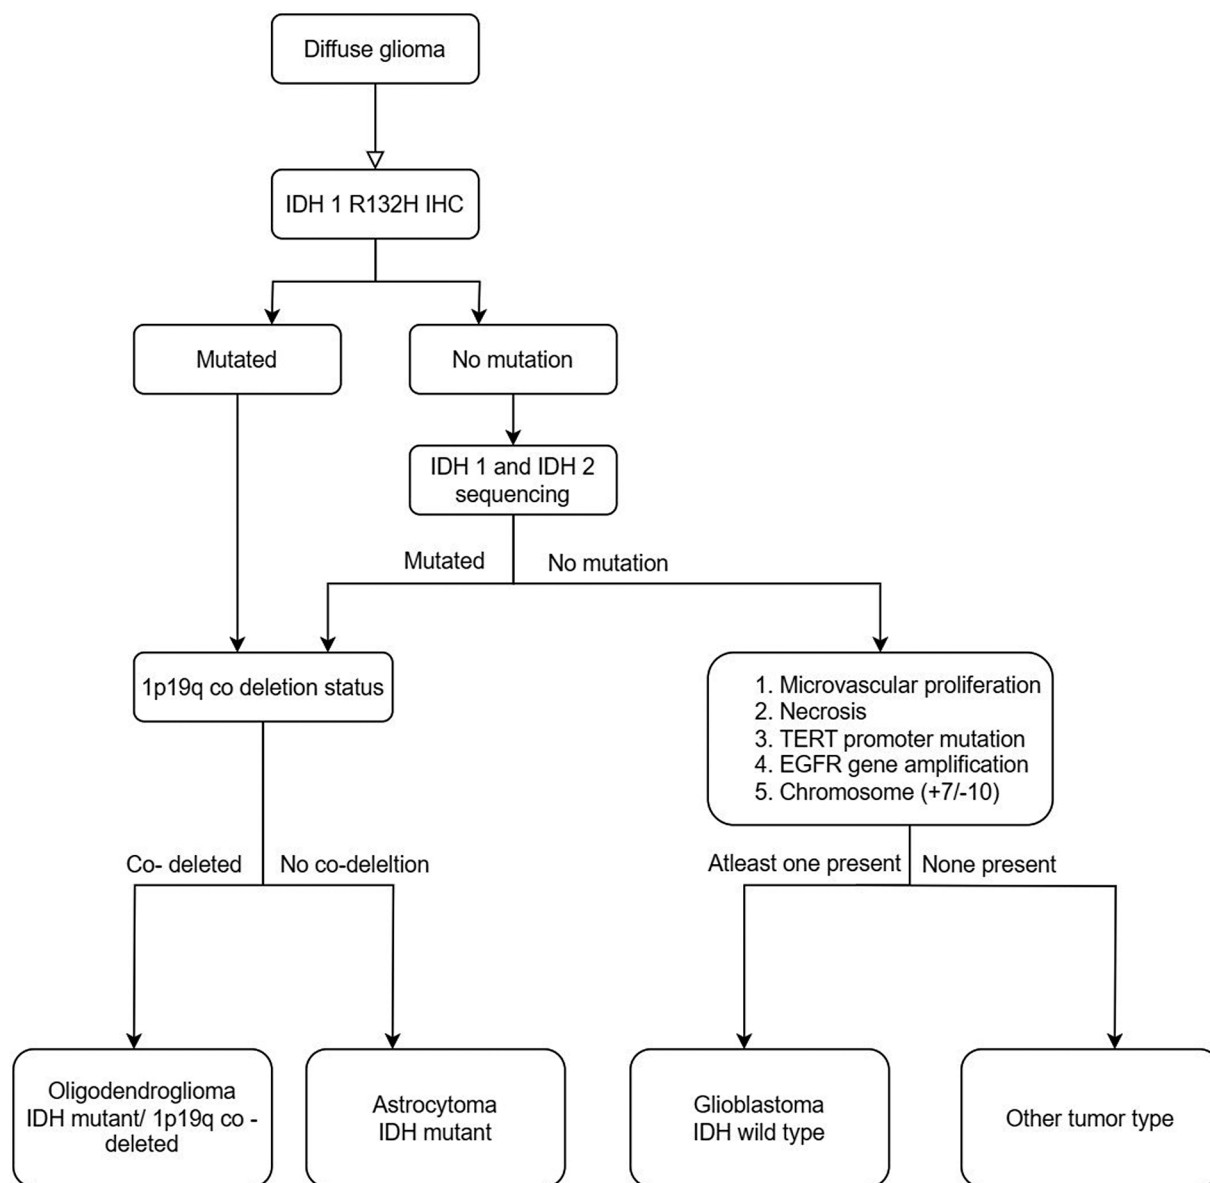 Diffuse glioma
IDH 1 R132H IHC
Mutated
No mutation
IDH 1 and IDH 2
sequencing
Mutated
No mutation
1p19q co deletion status
1. Microvascular proliferation
2. Necrosis
3. TERT promoter mutation
4. EGFR gene amplification
5. Chromosome (+7/-10)
Co- deleted
No co-deleltion
Atleast one present
None present
Oligodendroglioma
IDH mutant/ 1p19q co -
deleted
Astrocytoma
IDH mutant
Glioblastoma
IDH wild type
Other tumor type